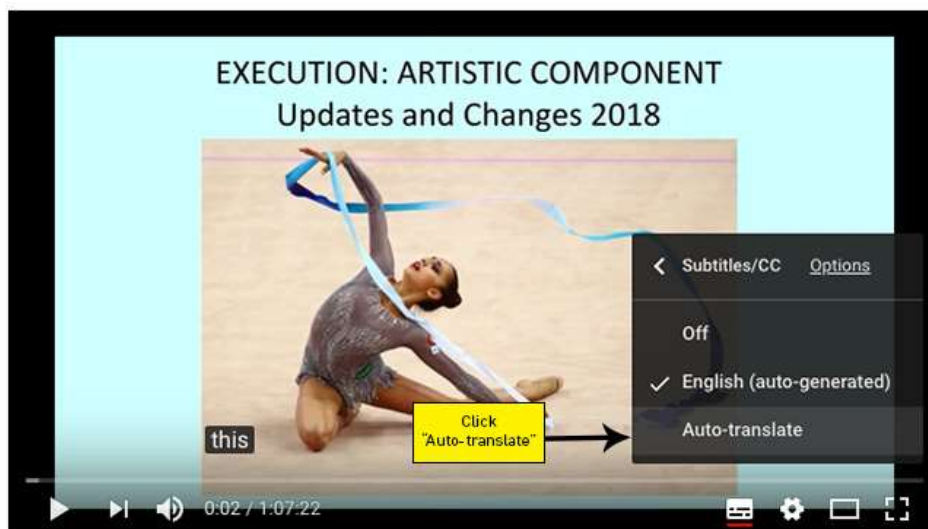 EXECUTION: ARTISTIC COMPONENT
Updates and Changes 2018
Subtitles/CC Options
Off
English (auto-generated)
Auto-translate
Click
"Auto-translate"
this
0:02 / 1:07:22